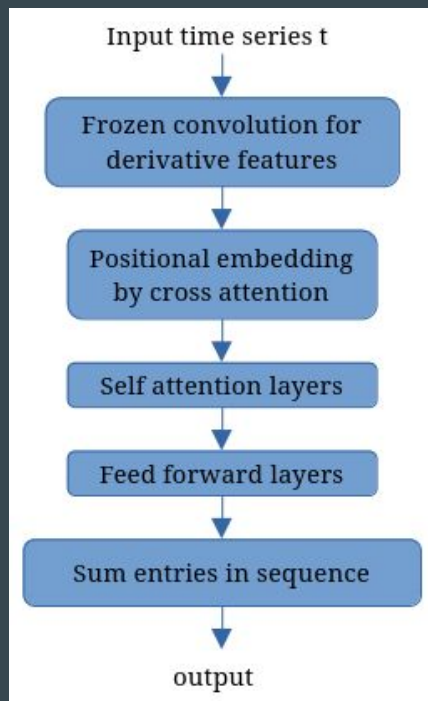 Input time series t
Frozen convolution for
derivative features
Positional embedding
by cross attention
Self attention layers
Feed forward layers
Sum entries in sequence
output